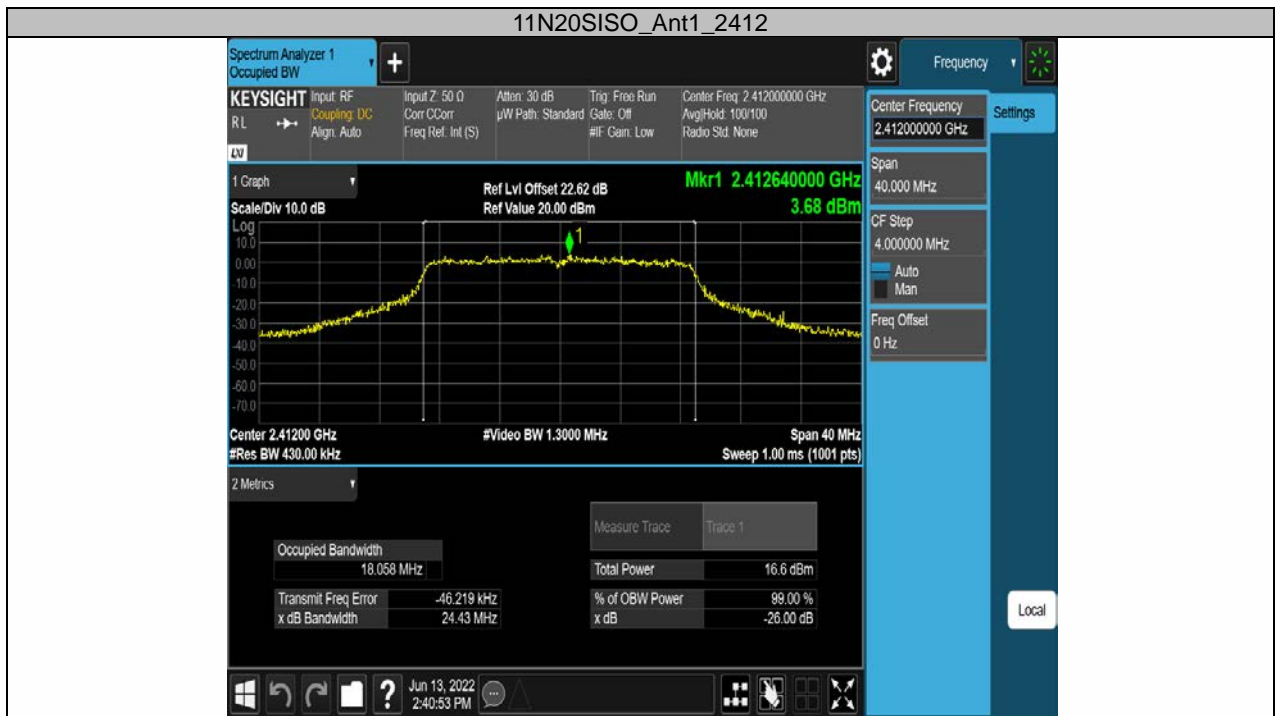 11N20SISO_Ant1_2412
Spectrum Analyzer 1
Occupied BW
Frequency
KEYSIGHT
RL
LXI
Input: RF
Coupling: DC
Align: Auto
Input Z: 50 Ω
Corr CCorr
Freq Ref: Int (S)
Atten: 30 dB
µW Path: Standard
Trig: Free Run
Gate: Off
#IF Gain: Low
Center Freq: 2.412000000 GHz
Avg|Hold: 100/100
Radio Std: None
1 Graph
Scale/Div 10.0 dB
Ref Lvl Offset 22.62 dB
Ref Value 20.00 dBm
Mkr1 2.412640000 GHz
3.68 dBm
Log
10.0
0.00
-10.0
-20.0
-30.0
-40.0
-50.0
-60.0
-70.0
1
Center 2.41200 GHz
#Video BW 1.3000 MHz
Span 40 MHz
#Res BW 430.00 kHz
Sweep 1.00 ms (1001 pts)
2 Metrics
Measure Trace
Trace 1
Occupied Bandwidth
18.058 MHz
Total Power
16.6 dBm
Transmit Freq Error
-46.219 kHz
% of OBW Power
99.00 %
x dB Bandwidth
24.43 MHz
x dB
-26.00 dB
Center Frequency
2.412000000 GHz
Settings
Span
40.000 MHz
CF Step
4.000000 MHz
Auto
Man
Freq Offset
0 Hz
Local
?
Jun 13, 2022
2:40:53 PM